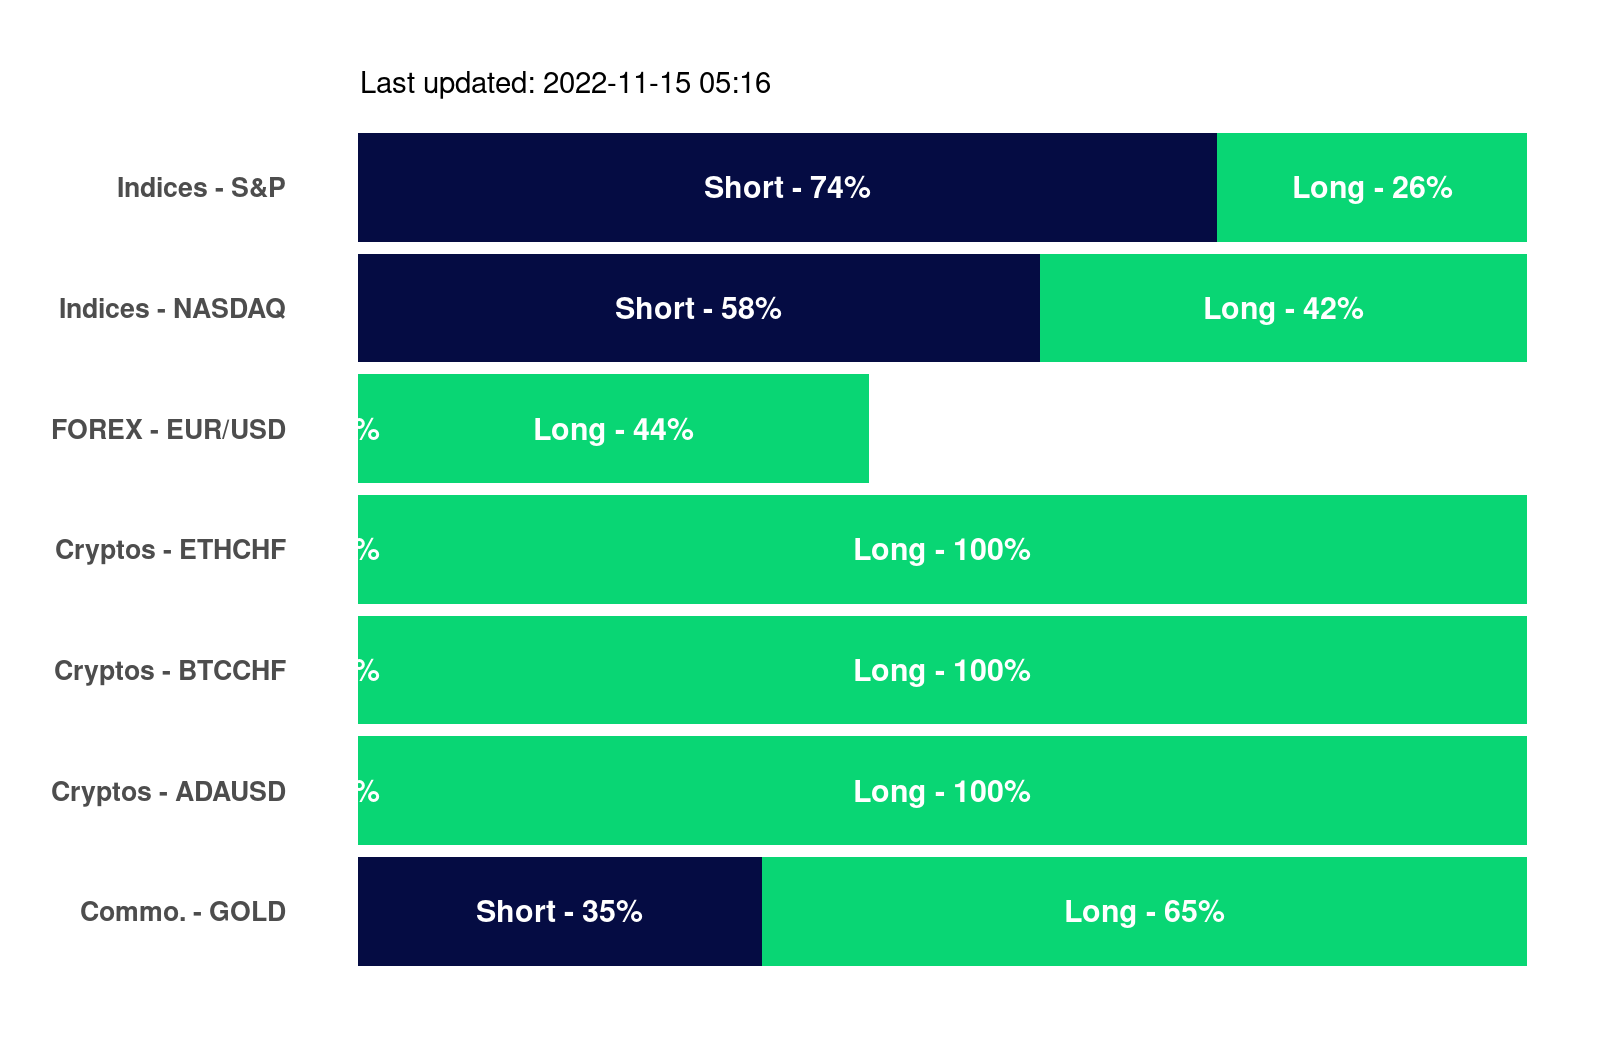 Last updated: 2022-11-15 05:16
Indices - S&P Short - 74% Long - 26%
Indices - NASDAQ Short - 58% Long - 42%
FOREX - EUR/USD % Long - 44%
Cryptos - ETHCHF % Long - 100%
Cryptos - BTCCHF % Long - 100%
Cryptos - ADAUSD % Long - 100%
Commo. - GOLD Short - 35% Long - 65%